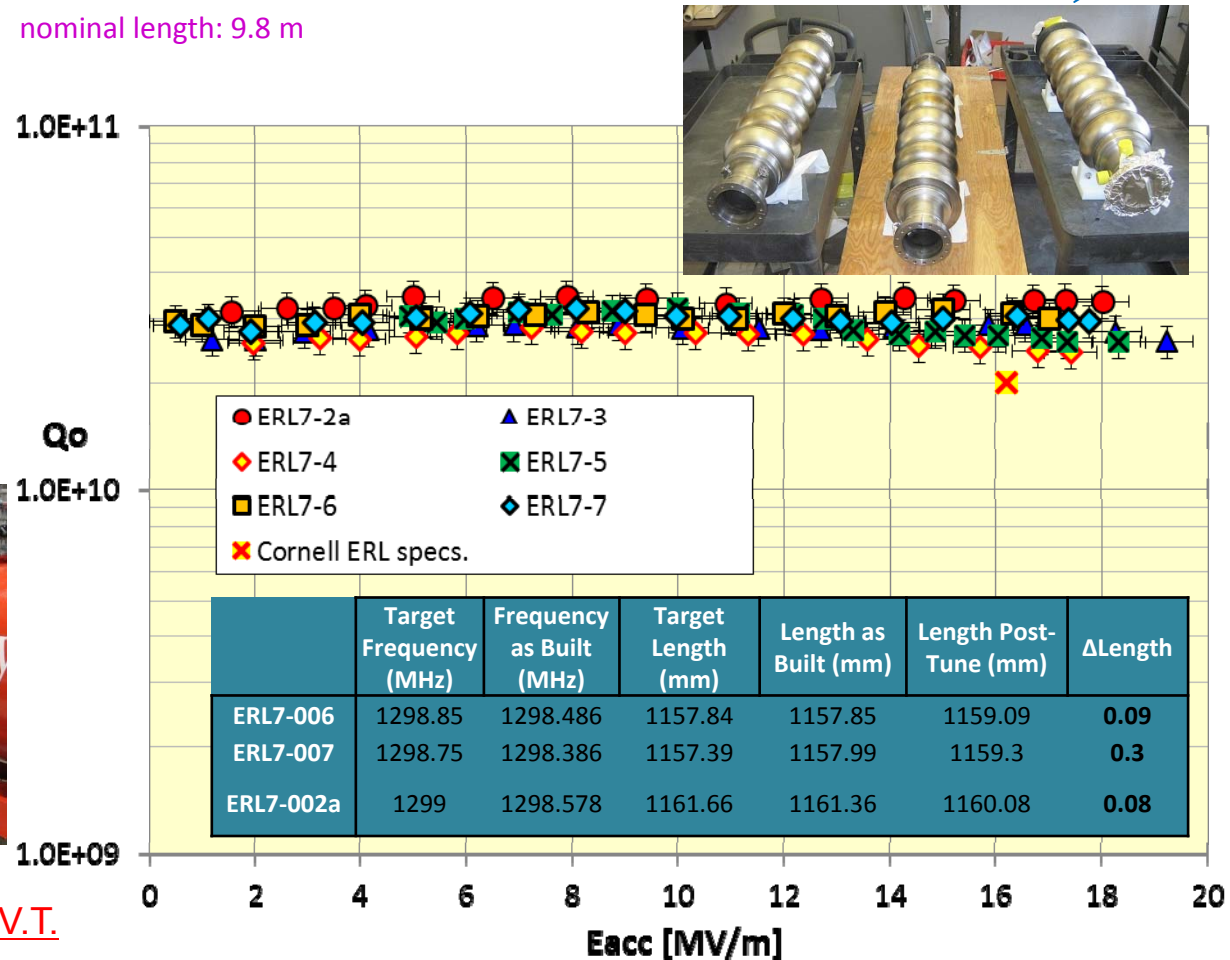 nominal length: 9.8 m
1.0E+11
Qo
1.0E+10
1.0E+09
ERL7-2a ERL7-3
ERL7-4 ERL7-5
ERL7-6 ERL7-7
Cornell ERL specs.
Target Frequency (MHz) Frequency as Built (MHz) Target Length (mm) Length as Built (mm) Length Post-Tune (mm) ΔLength
ERL7-006 1298.85 1298.486 1157.84 1157.85 1159.09 0.09
ERL7-007 1298.75 1298.386 1157.39 1157.99 1159.3 0.3
ERL7-002a 1299 1298.578 1161.66 1161.36 1160.08 0.08
0 2 4 6 8 10 12 14 16 18 20
V.T.
Eacc [MV/m]